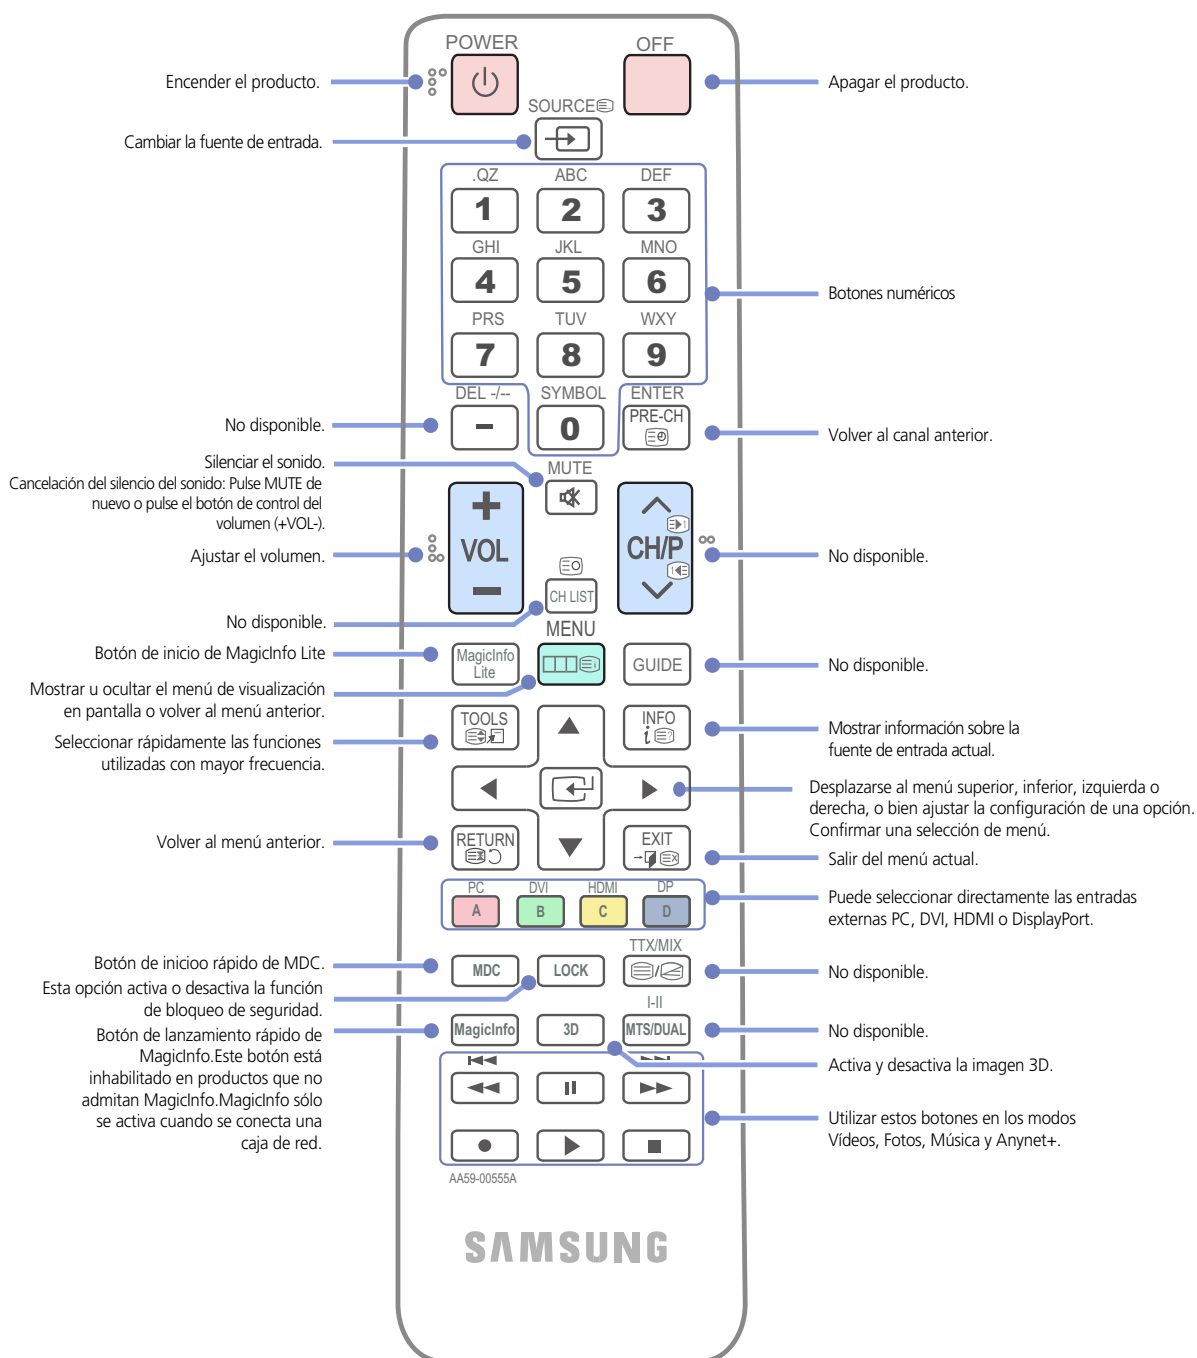 POWER
OFF
Encender el producto.
Apagar el producto.
SOURCE
Cambiar la fuente de entrada.
.QZ ABC DEF
1 2 3
GHI JKL MNO
4 5 6
Botones numéricos
PRS TUV WXY
7 8 9
DEL -/-- SYMBOL ENTER
0 PRE-CH
No disponible.
Volver al canal anterior.
Silenciar el sonido.
Cancelación del silencio del sonido: Pulse MUTE de
nuevo o pulse el botón de control del
volumen (+VOL-).
MUTE
VOL
CH/P
Ajustar el volumen.
No disponible.
CH LIST
No disponible.
MENU
Botón de inicio de MagicInfo Lite
MagicInfo
Lite
GUIDE
No disponible.
Mostrar u ocultar el menú de visualización
en pantalla o volver al menú anterior.
TOOLS
INFO
Mostrar información sobre la
fuente de entrada actual.
Seleccionar rápidamente las funciones
utilizadas con mayor frecuencia.
Desplazarse al menú superior, inferior, izquierda o
derecha, o bien ajustar la configuración de una opción.
Confirmar una selección de menú.
Volver al menú anterior.
RETURN
EXIT
Salir del menú actual.
PC DVI HDMI DP
A B C D
Puede seleccionar directamente las entradas
externas PC, DVI, HDMI o DisplayPort.
TTX/MIX
Botón de inicioo rápido de MDC.
MDC LOCK
No disponible.
Esta opción activa o desactiva la función
de bloqueo de seguridad.
I-II
MagicInfo 3D MTS/DUAL
No disponible.
Botón de lanzamiento rápido de
MagicInfo.Este botón está
inhabilitado en productos que no
admitan MagicInfo.MagicInfo sólo
se activa cuando se conecta una
caja de red.
Activa y desactiva la imagen 3D.
Utilizar estos botones en los modos
Vídeos, Fotos, Música y Anynet+.
AA59-00555A
SAMSUNG